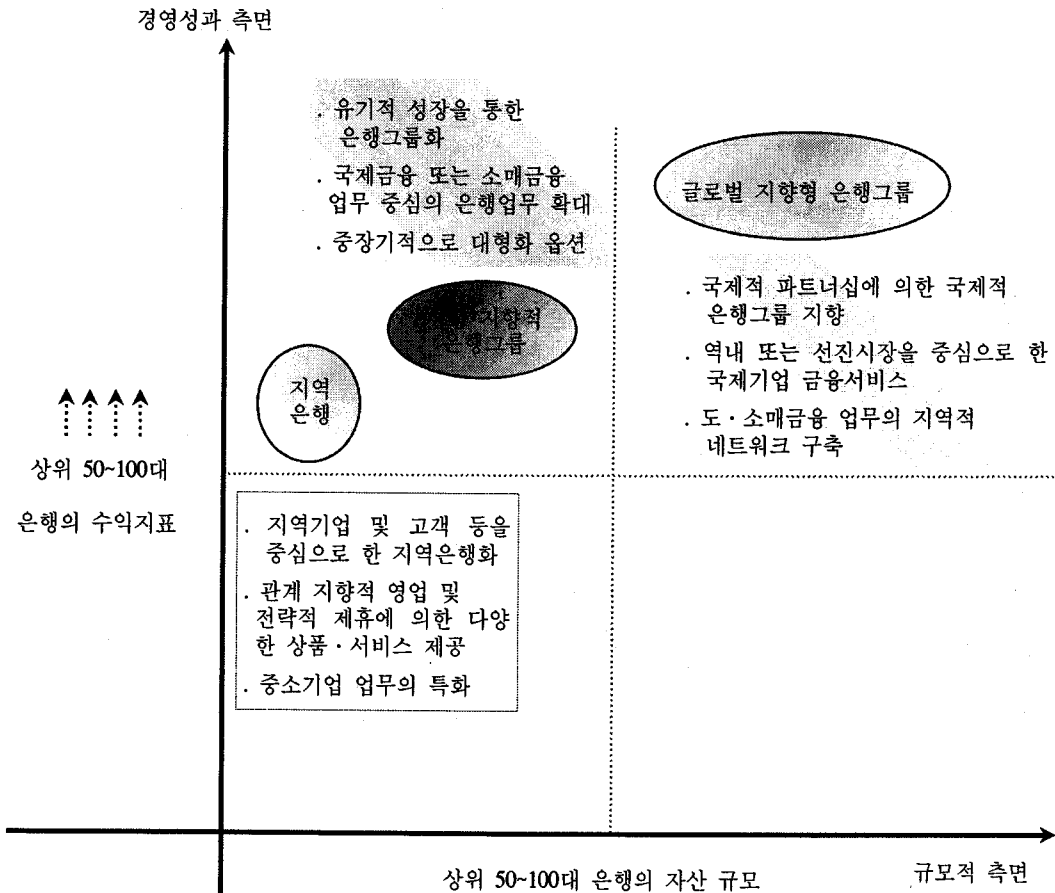 경영성과 측면
. 유기적 성장을 통한
은행그룹화
. 국제금융 또는 소매금융
업무 중심의 은행업무 확대
. 중장기적으로 대형화 옵션
글로벌 지향형 은행그룹
. 국제적 파트너십에 의한 국제적
은행그룹 지향
. 역내 또는 선진시장을 중심으로 한
국제기업 금융서비스
. 도·소매금융 업무의 지역적
네트워크 구축
지향적
은행그룹
지역
은행
상위 50~100대
은행의 수익지표
. 지역기업 및 고객 등을
중심으로 한 지역은행화
. 관계 지향적 영업 및
전략적 제휴에 의한 다양
한 상품·서비스 제공
. 중소기업 업무의 특화
상위 50~100대 은행의 자산 규모
규모적 측면